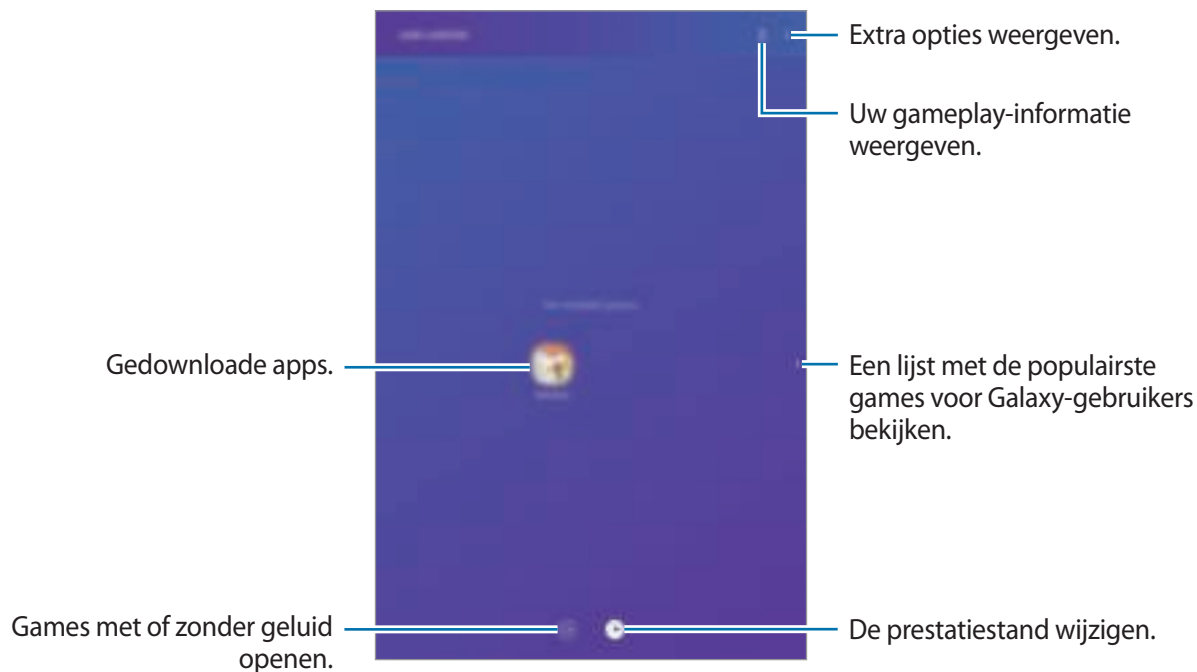 Extra opties weergeven.
Uw gameplay-informatie
weergeven.
Gedownloade apps.
Een lijst met de populairste
games voor Galaxy-gebruikers
bekijken.
Games met of zonder geluid
openen.
De prestatiestand wijzigen.